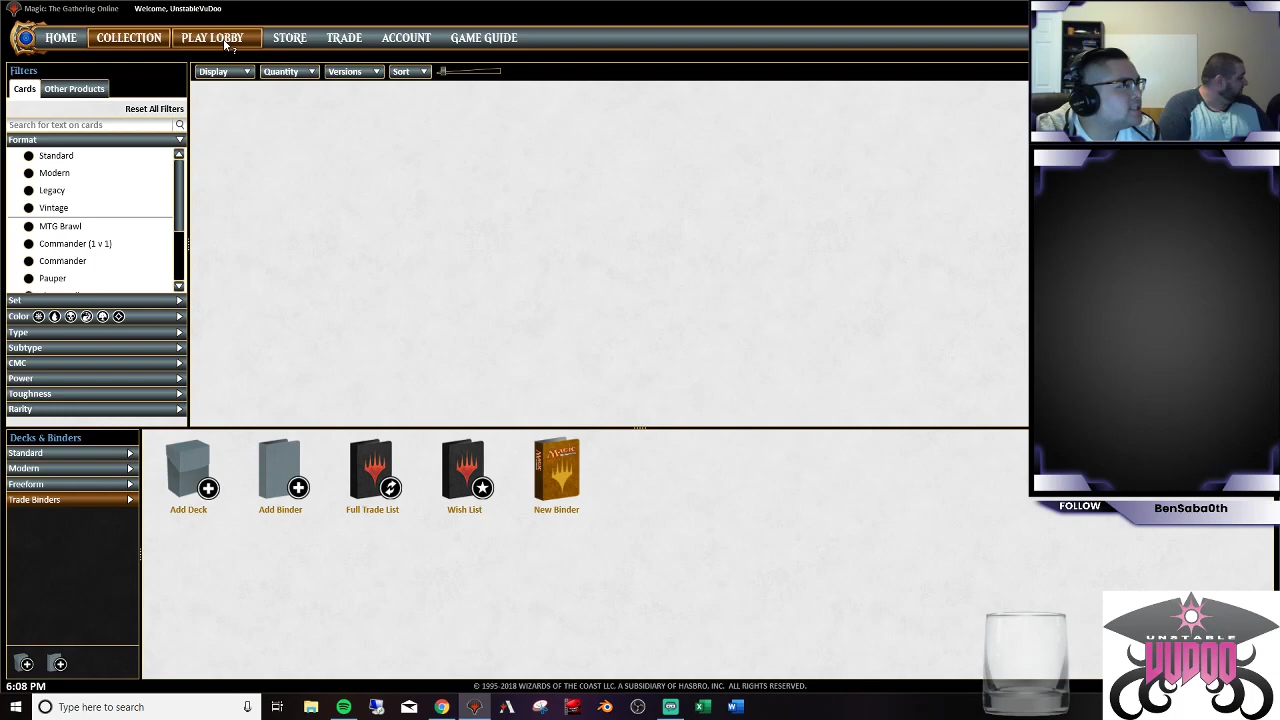 Magic: The Gathering Online
Welcome, UnstableVuDoo
HOME
COLLECTION
PLAY LOBBY
STORE
TRADE
ACCOUNT
GAME GUIDE
Filters
Cards
Other Products
Reset All Filters
Search for text on cards
Format
Standard
Modern
Legacy
Vintage
MTG Brawl
Commander (1 v 1)
Commander
Pauper
Set
Color
Type
Subtype
CMC
Power
Toughness
Rarity
Display
Quantity
Versions
Sort
Decks & Binders
Standard
Modern
Freeform
Trade Binders
Add Deck
Add Binder
Full Trade List
Wish List
MAGIC
New Binder
FOLLOW
BenSaba0th
UNSTABLE
VUDOO
6:08 PM
© 1995-2018 WIZARDS OF THE COAST LLC, A SUBSIDIARY OF HASBRO, INC. ALL RIGHTS RESERVED.
Type here to search